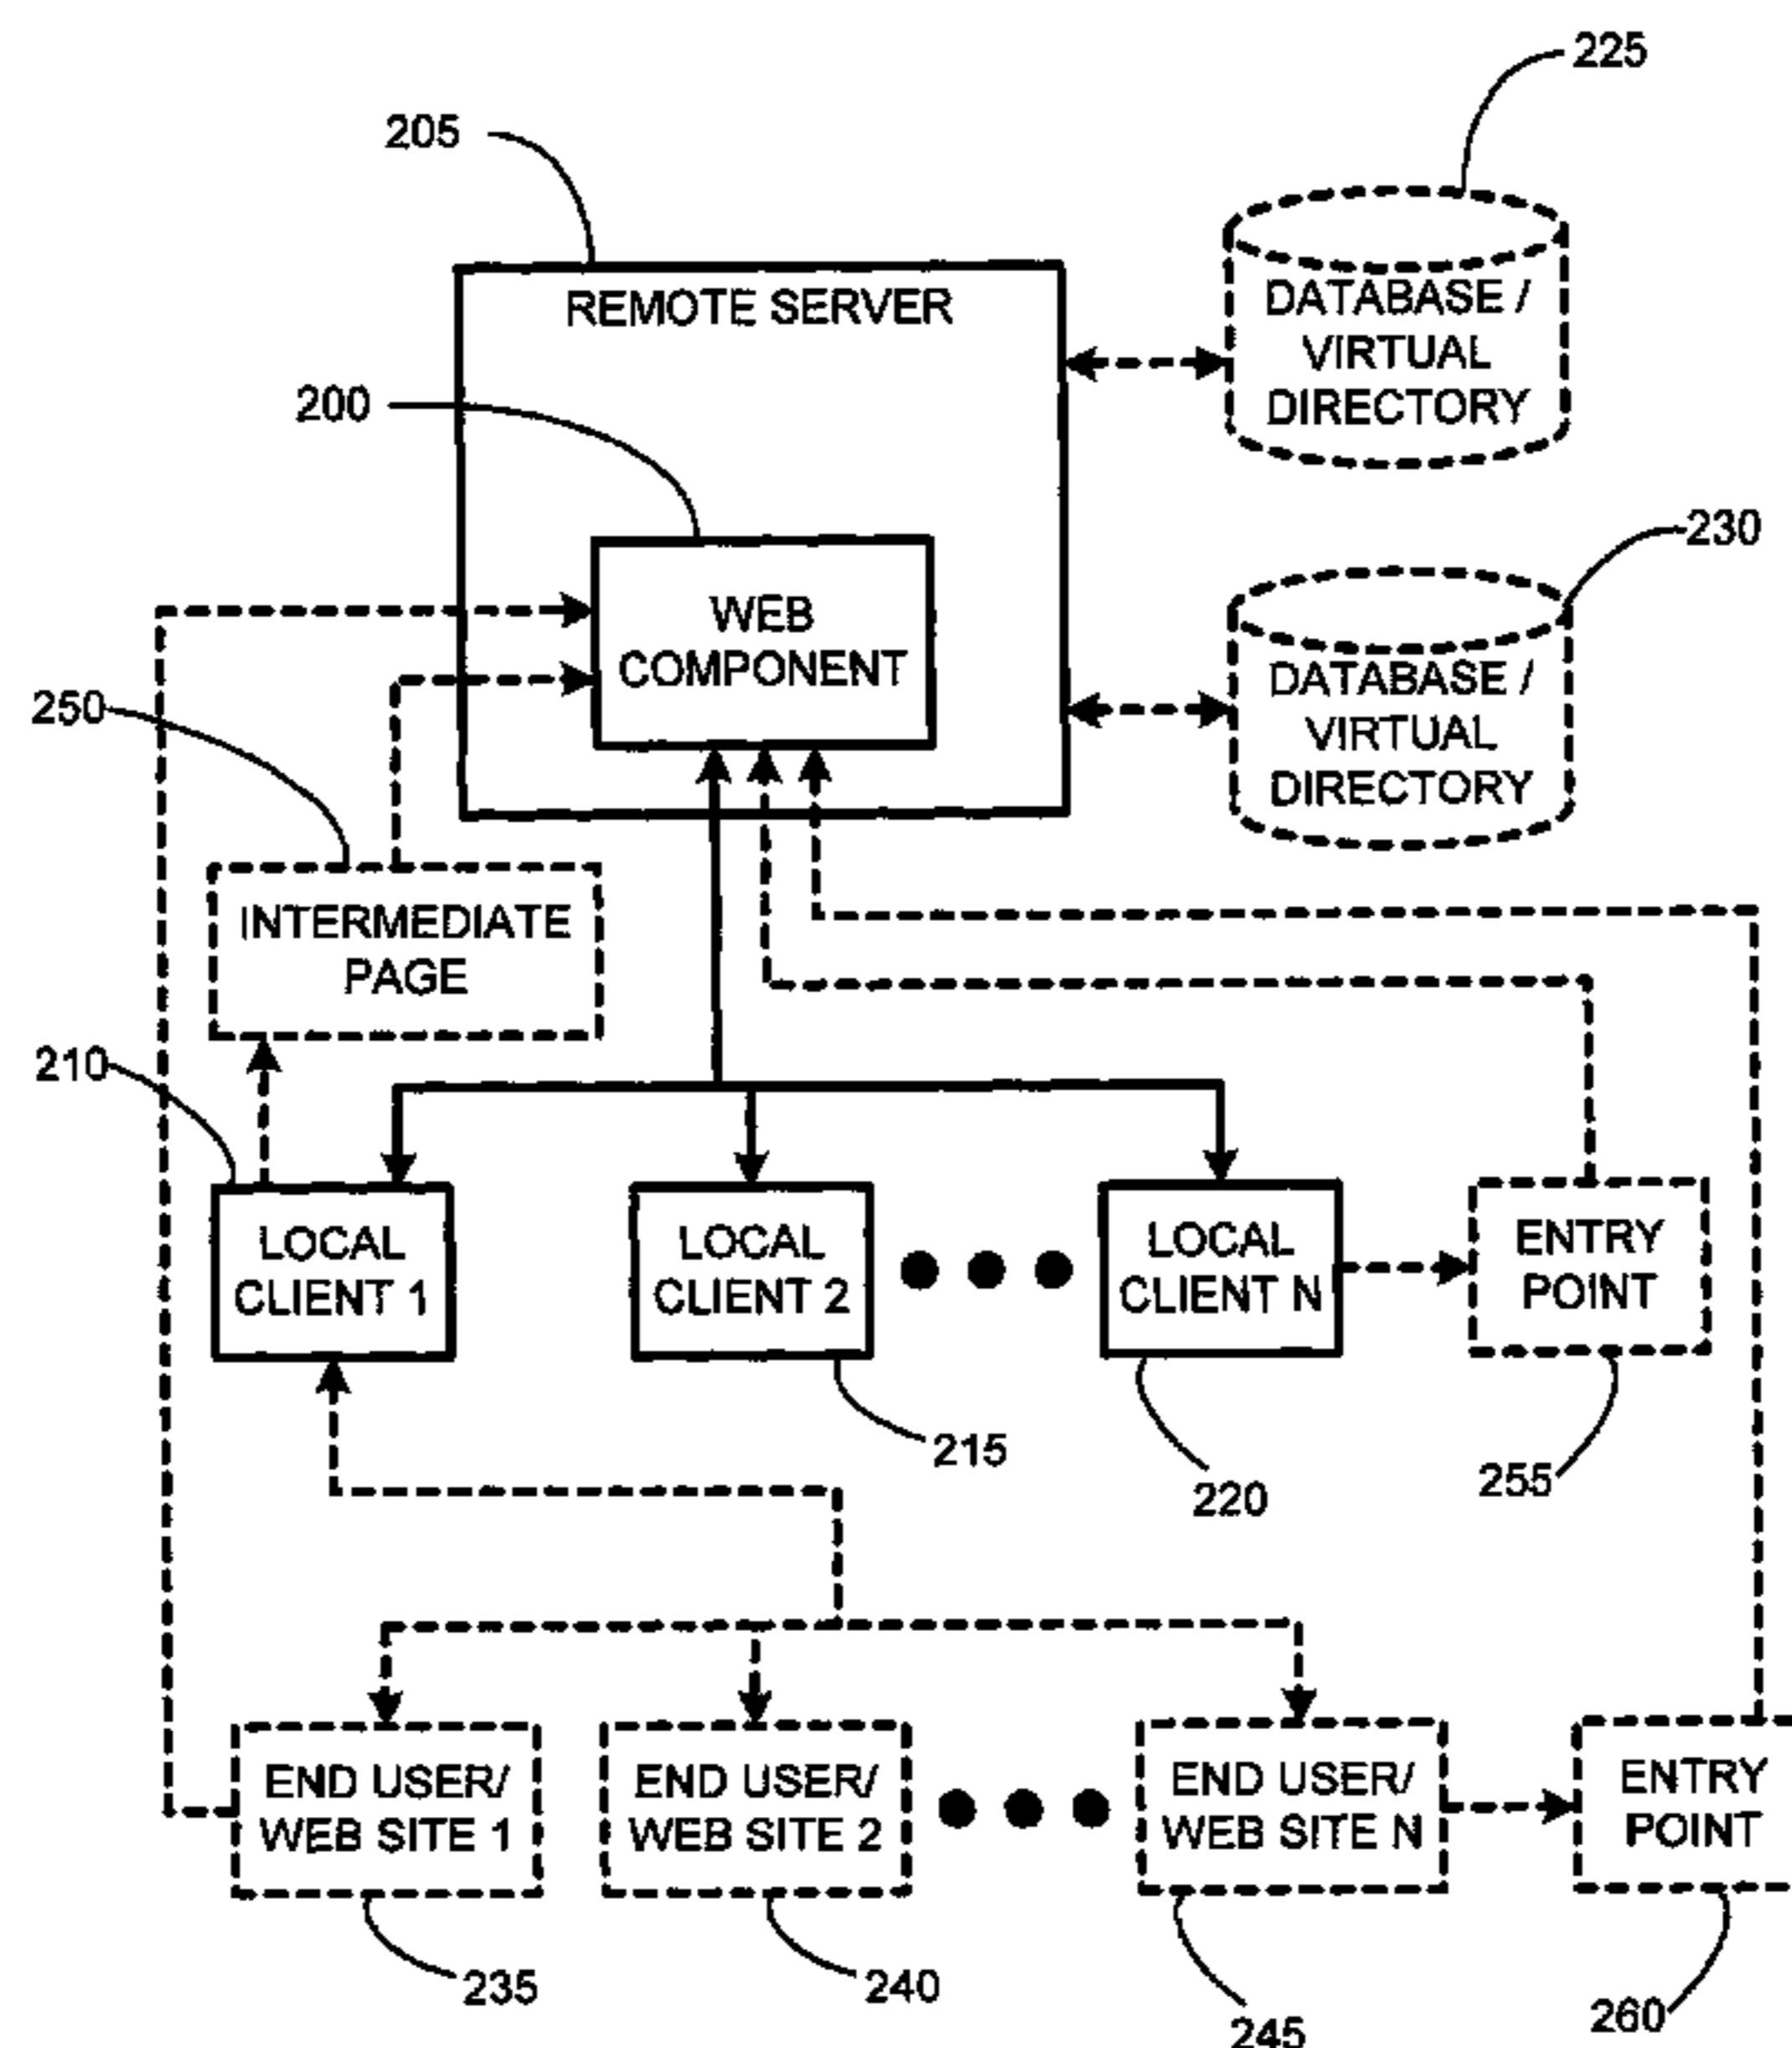 225
205
REMOTE SERVER
DATABASE /
VIRTUAL
DIRECTORY
200
230
WEB
COMPONENT
DATABASE /
VIRTUAL
DIRECTORY
250
INTERMEDIATE
PAGE
210
LOCAL
CLIENT 1
LOCAL
CLIENT 2
LOCAL
CLIENT N
ENTRY
POINT
215
220
255
END USER/
WEB SITE 1
END USER/
WEB SITE 2
END USER/
WEB SITE N
ENTRY
POINT
235
240
245
260